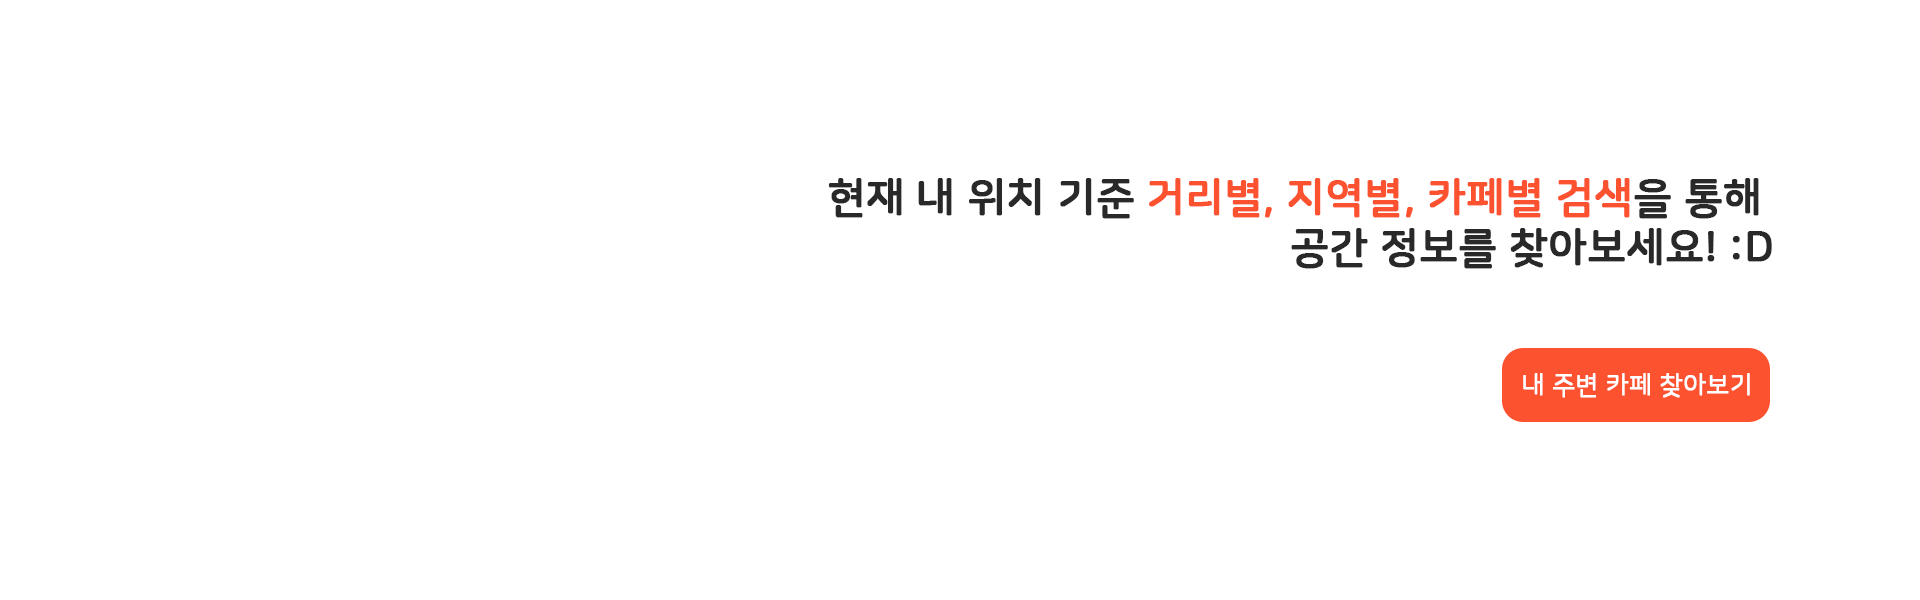 현재 내 위치 기준 거리별, 지역별, 카페별 검색을 통해
공간 정보를 찾아보세요! :D
내 주변 카페 찾아보기